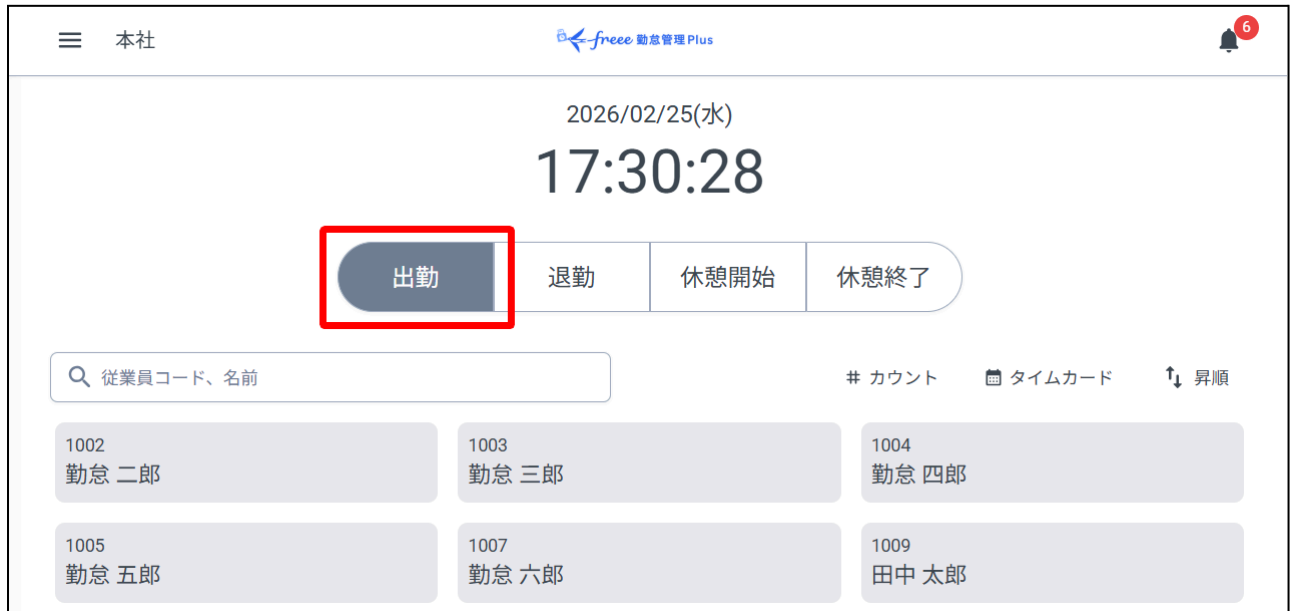 本社
freee 勤怠管理Plus
6
2026/02/25(水)
17:30:28
出勤
退勤
休憩開始
休憩終了
従業員コード、名前
# カウント
タイムカード
昇順
1002
勤怠 二郎
1003
勤怠 三郎
1004
勤怠 四郎
1005
勤怠 五郎
1007
勤怠 六郎
1009
田中 太郎